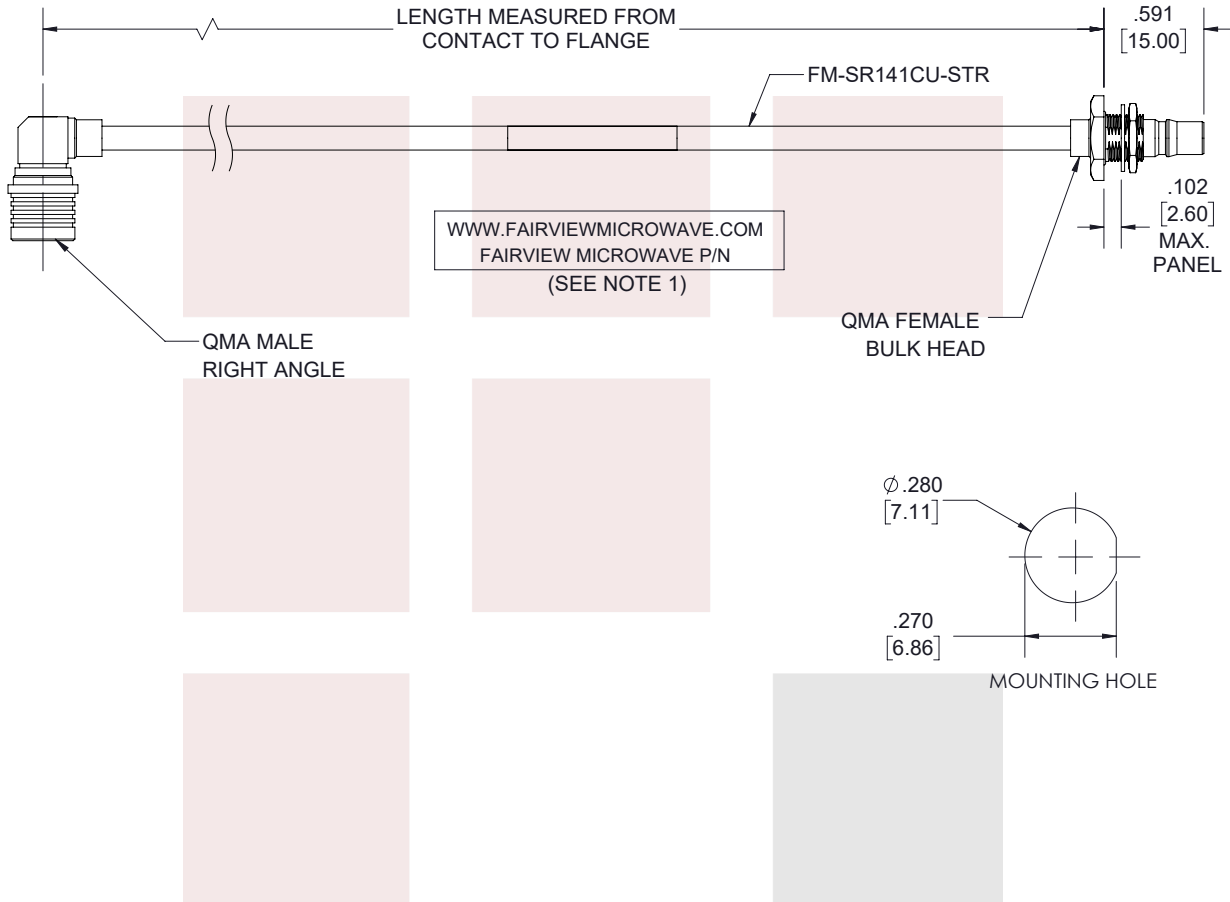 LENGTH MEASURED FROM
CONTACT TO FLANGE
.591
[15.00]
FM-SR141CU-STR
.102
[2.60]
MAX.
PANEL
WWW.FAIRVIEWMICROWAVE.COM
FAIRVIEW MICROWAVE P/N
(SEE NOTE 1)
QMA MALE
RIGHT ANGLE
QMA FEMALE
BULK HEAD
Ø.280
[7.11]
.270
[6.86]
MOUNTING HOLE